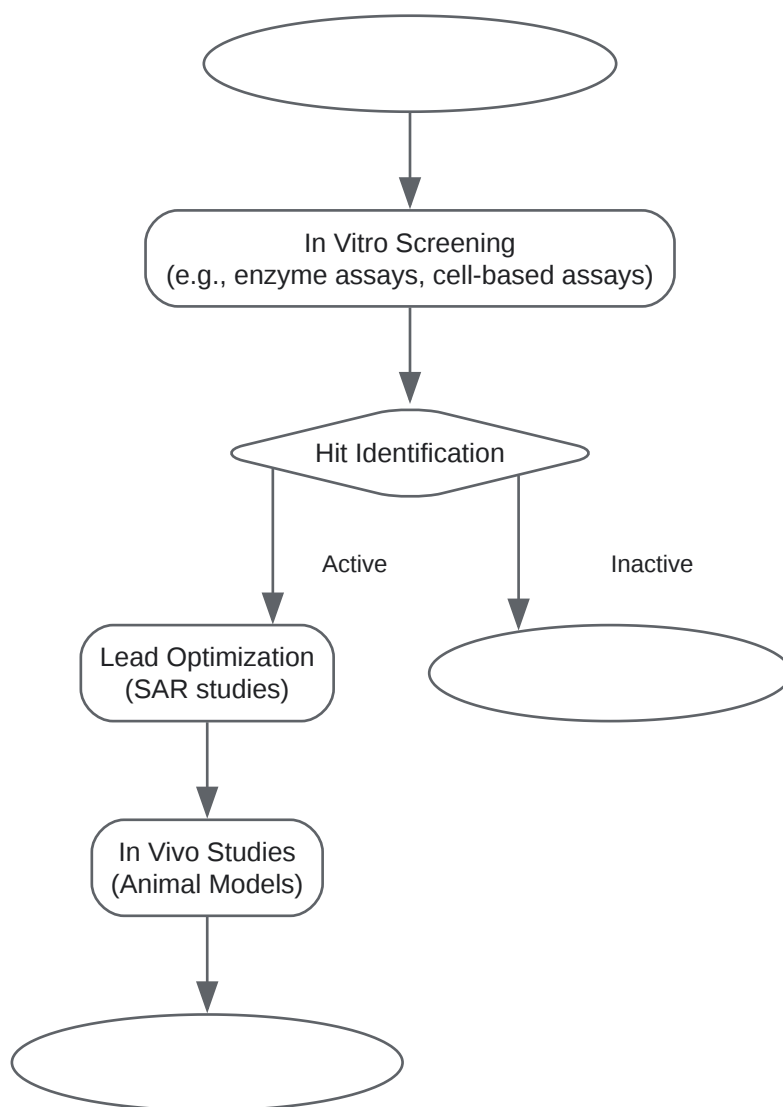 In Vitro Screening
(e.g., enzyme assays, cell-based assays)
Hit Identification
Active
Inactive
Lead Optimization
(SAR studies)
In Vivo Studies
(Animal Models)